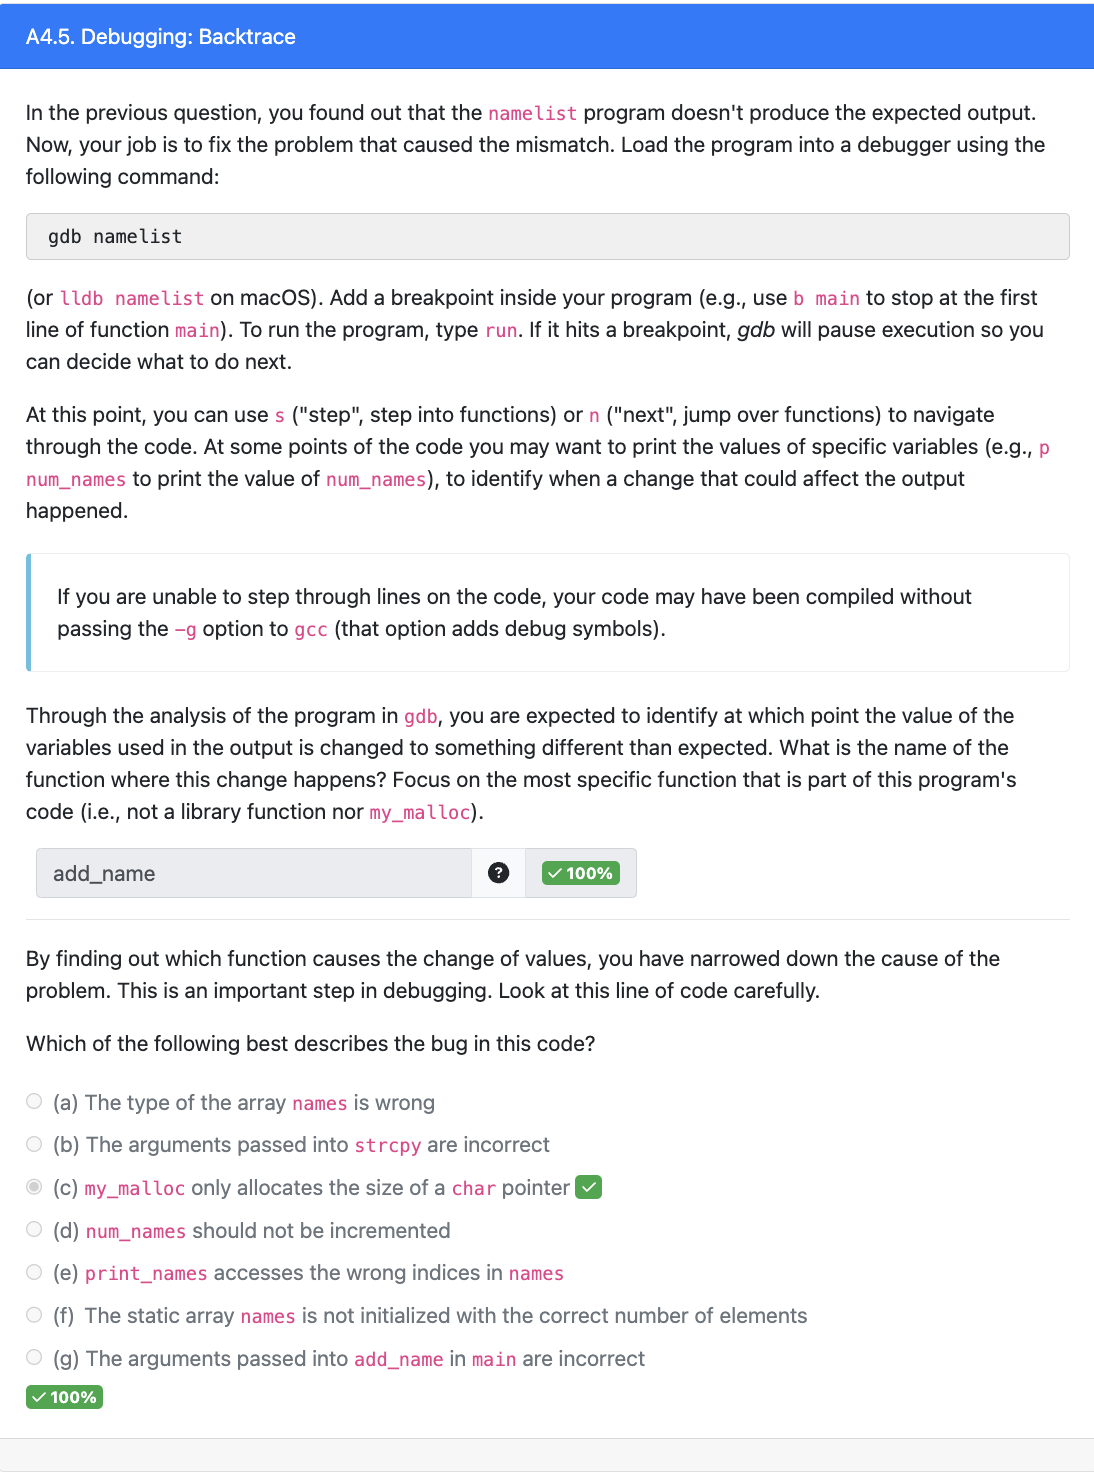 A4.5. Debugging: Backtrace
In the previous question, you found out that the namelist program doesn't produce the expected output.
Now, your job is to fix the problem that caused the mismatch. Load the program into a debugger using the
following command:
gdb namelist
(or lldb namelist on macOS). Add a breakpoint inside your program (e.g., use b main to stop at the first
line of function main). To run the program, type run. If it hits a breakpoint, gdb will pause execution so you
can decide what to do next.
At this point, you can use s ("step", step into functions) or n ("next", jump over functions) to navigate
through the code. At some points of the code you may want to print the values of specific variables (e.g., p
num_names to print the value of num_names), to identify when a change that could affect the output
happened.
If you are unable to step through lines on the code, your code may have been compiled without
passing the -g option to gcc (that option adds debug symbols).
Through the analysis of the program in gdb, you are expected to identify at which point the value of the
variables used in the output is changed to something different than expected. What is the name of the
function where this change happens? Focus on the most specific function that is part of this program's
code (i.e., not a library function nor my_malloc).
add_name ? ✓ 100%
By finding out which function causes the change of values, you have narrowed down the cause of the
problem. This is an important step in debugging. Look at this line of code carefully.
Which of the following best describes the bug in this code?
(a) The type of the array names is wrong
(b) The arguments passed into strcpy are incorrect
(c) my_malloc only allocates the size of a char pointer ✓
(d) num_names should not be incremented
(e) print_names accesses the wrong indices in names
(f) The static array names is not initialized with the correct number of elements
(g) The arguments passed into add_name in main are incorrect
✓ 100%